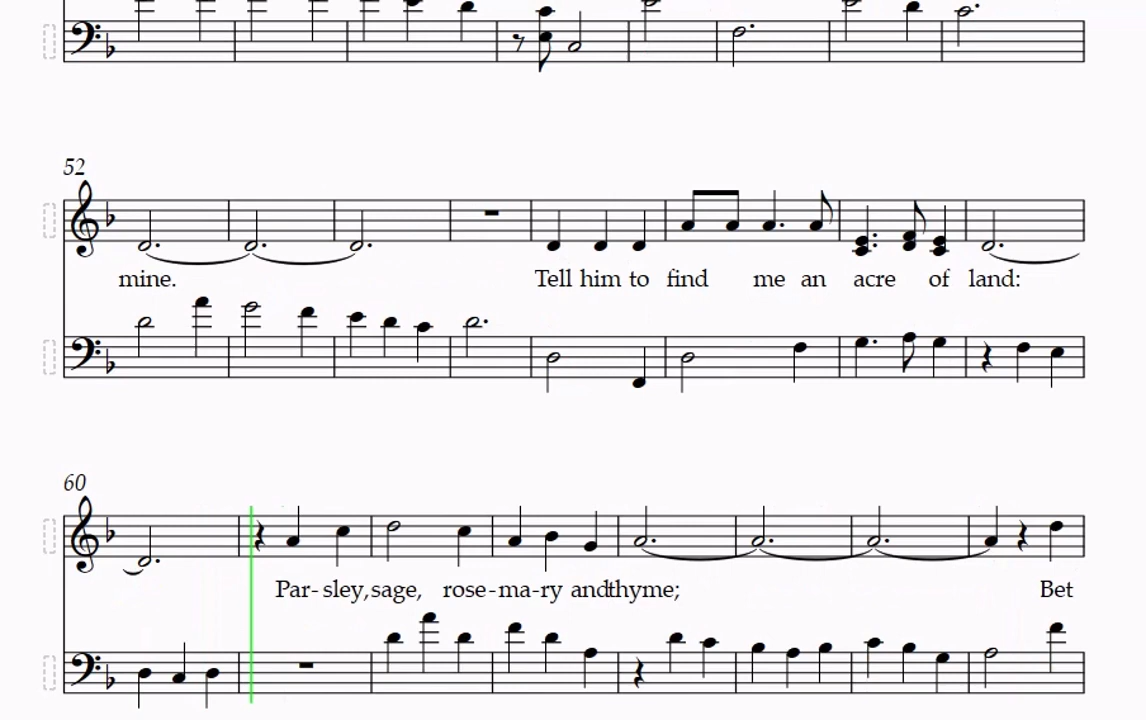 52
mine. Tell him to find me an acre of land:
60
Par- sley, sage, rose-ma-ry and thyme; Bet